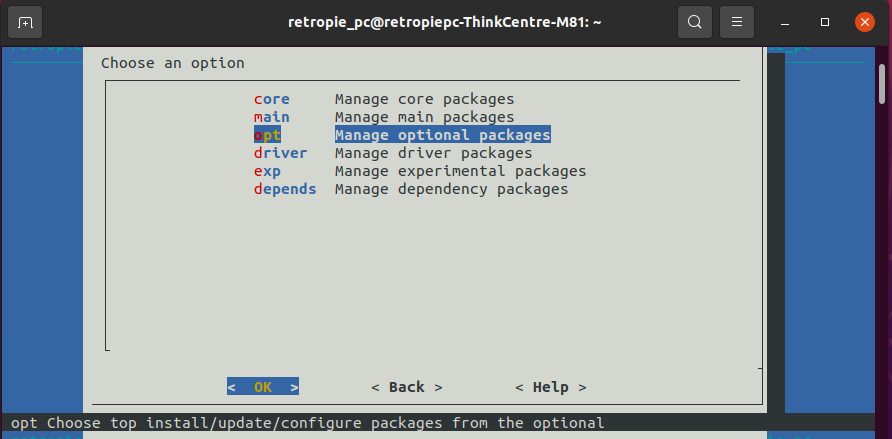 retropie_pc@retropiepc-ThinkCentre-M81: ~
Choose an option
core Manage core packages
main Manage main packages
opt Manage optional packages
driver Manage driver packages
exp Manage experimental packages
depends Manage dependency packages
< OK > < Back > < Help >
opt Choose top install/update/configure packages from the optional